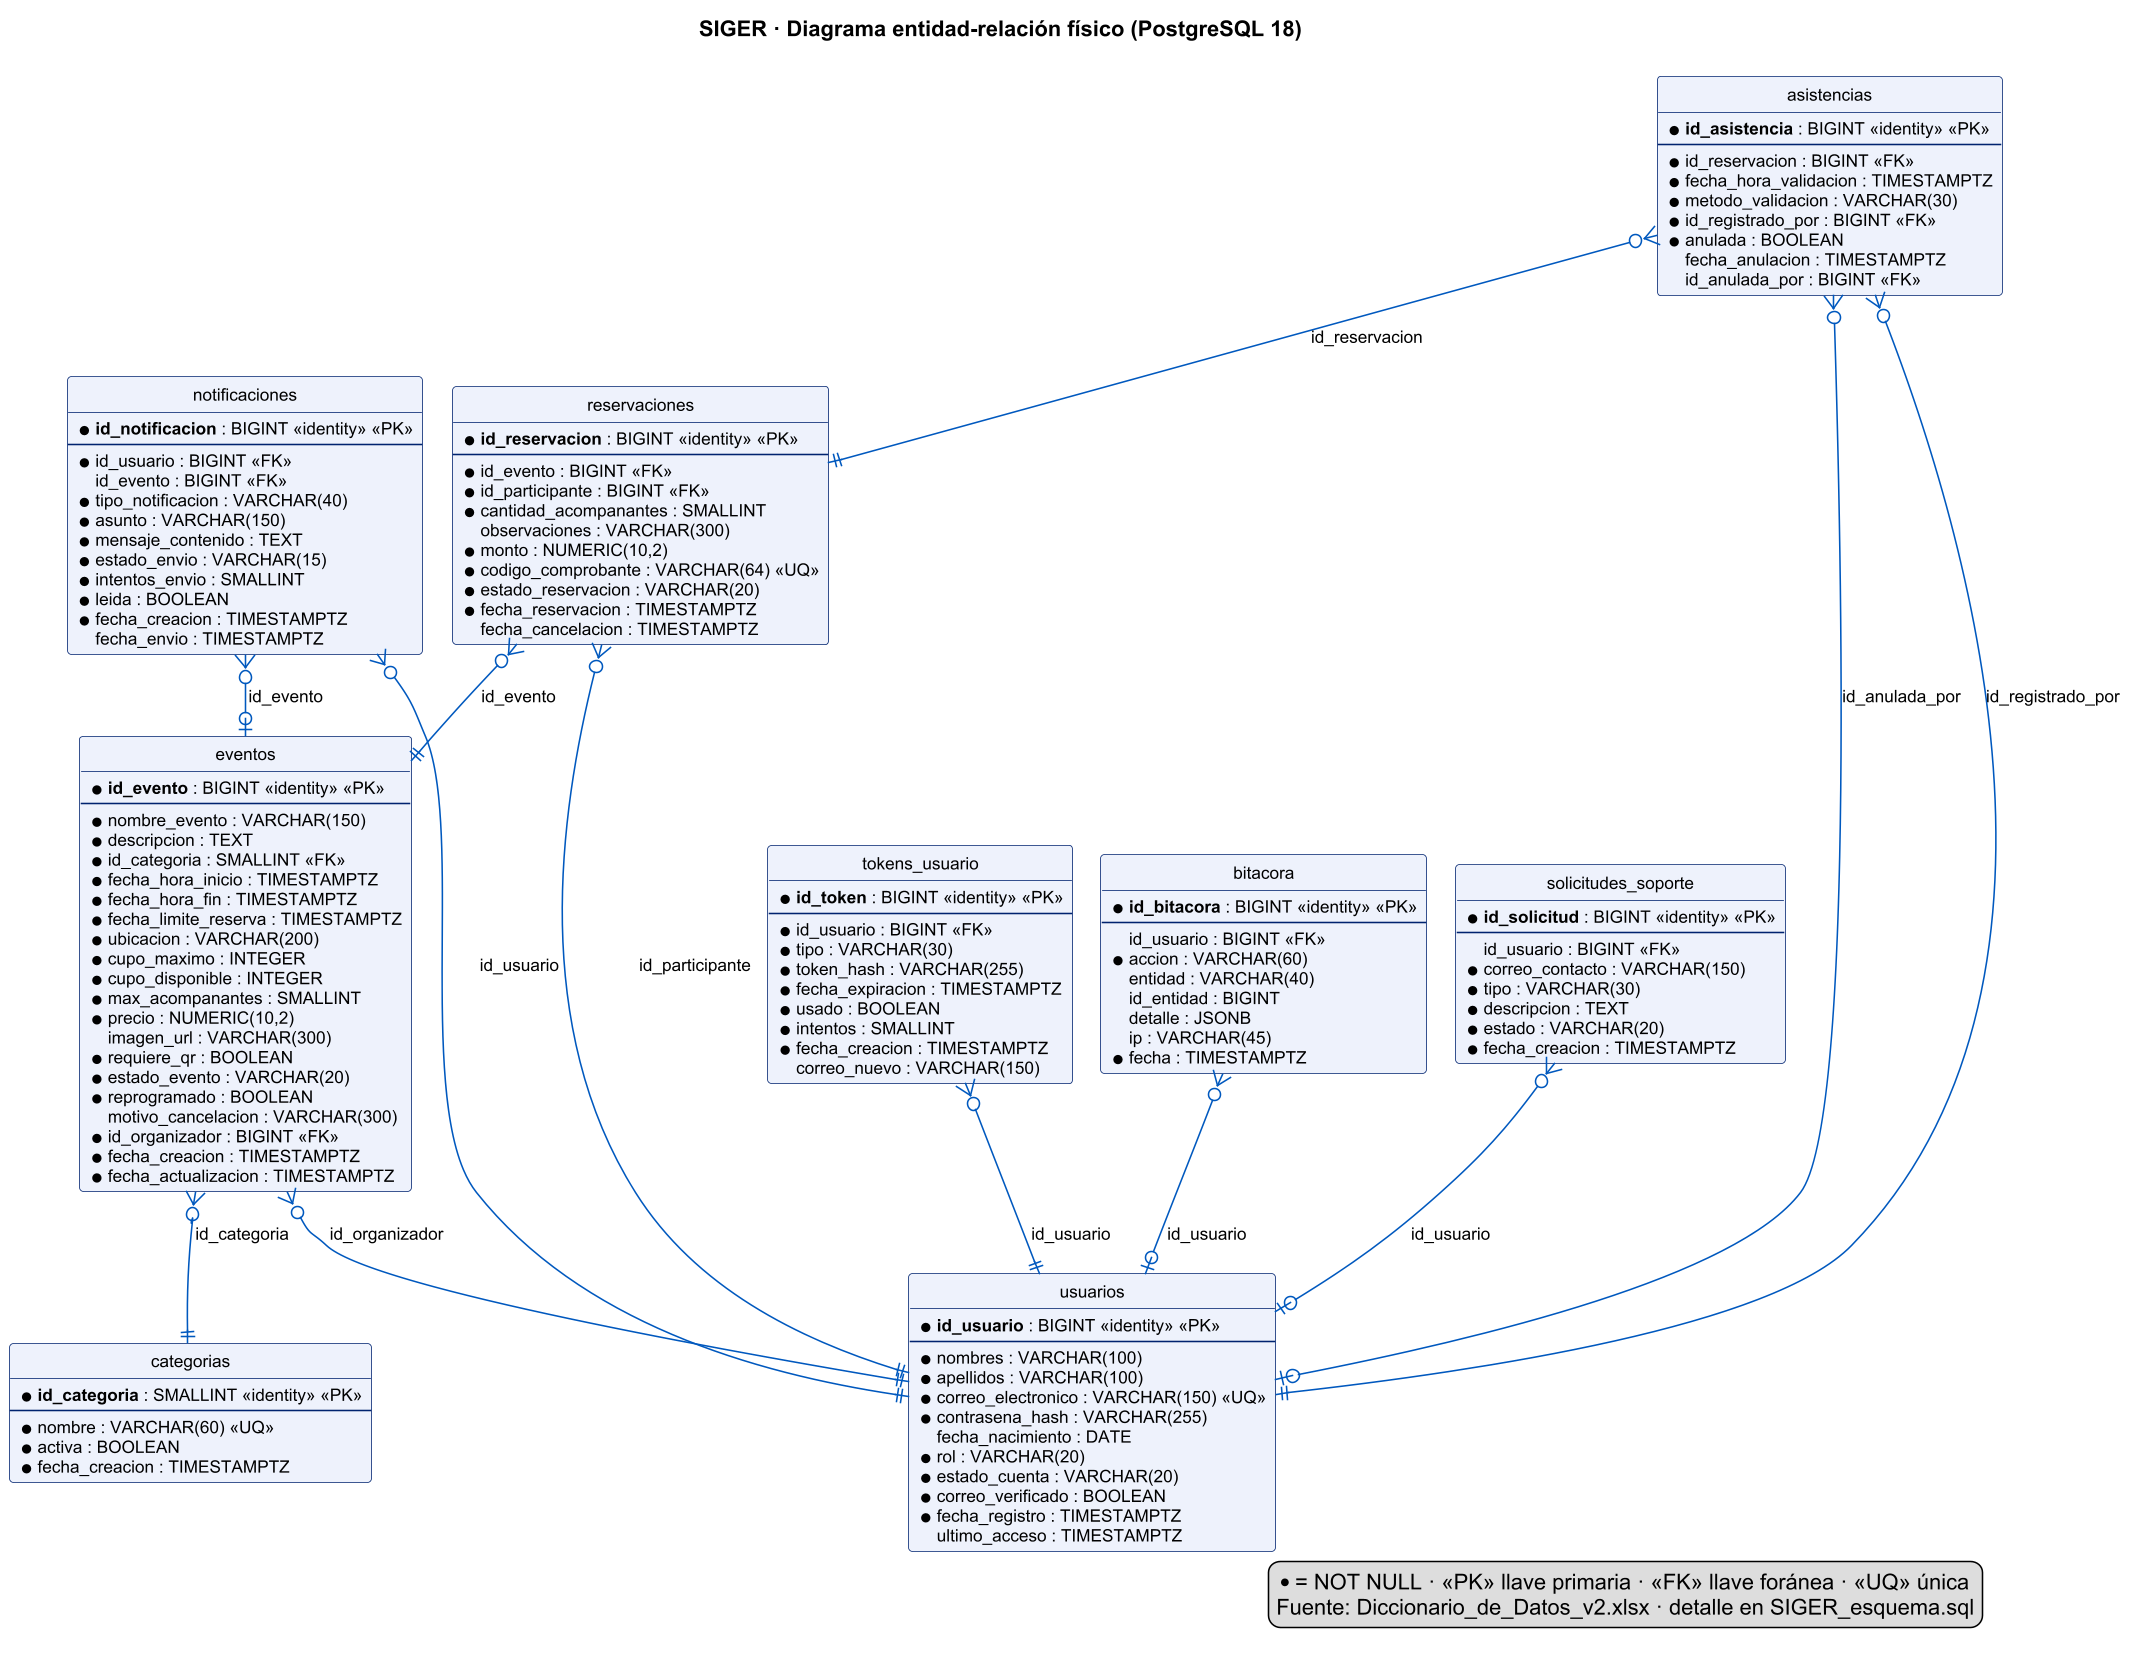 SIGER · Diagrama entidad-relación físico (PostgreSQL 18)
asistencias
● id_asistencia : BIGINT «identity» «PK»
● id_reservacion : BIGINT «FK»
● fecha_hora_validacion : TIMESTAMPTZ
● metodo_validacion : VARCHAR(30)
● id_registrado_por : BIGINT «FK»
● anulada : BOOLEAN
fecha_anulacion : TIMESTAMPTZ
id_anulada_por : BIGINT «FK»
id_reservacion
notificaciones
● id_notificacion : BIGINT «identity» «PK»
● id_usuario : BIGINT «FK»
id_evento : BIGINT «FK»
● tipo_notificacion : VARCHAR(40)
● asunto : VARCHAR(150)
● mensaje_contenido : TEXT
● estado_envio : VARCHAR(15)
● intentos_envio : SMALLINT
● leida : BOOLEAN
● fecha_creacion : TIMESTAMPTZ
fecha_envio : TIMESTAMPTZ
reservaciones
● id_reservacion : BIGINT «identity» «PK»
● id_evento : BIGINT «FK»
● id_participante : BIGINT «FK»
● cantidad_acompanantes : SMALLINT
observaciones : VARCHAR(300)
● monto : NUMERIC(10,2)
● codigo_comprobante : VARCHAR(64) «UQ»
● estado_reservacion : VARCHAR(20)
● fecha_reservacion : TIMESTAMPTZ
fecha_cancelacion : TIMESTAMPTZ
id_evento
id_evento
id_anulada_por
id_registrado_por
eventos
● id_evento : BIGINT «identity» «PK»
● nombre_evento : VARCHAR(150)
● descripcion : TEXT
● id_categoria : SMALLINT «FK»
● fecha_hora_inicio : TIMESTAMPTZ
● fecha_hora_fin : TIMESTAMPTZ
● fecha_limite_reserva : TIMESTAMPTZ
● ubicacion : VARCHAR(200)
● cupo_maximo : INTEGER
● cupo_disponible : INTEGER
● max_acompanantes : SMALLINT
● precio : NUMERIC(10,2)
imagen_url : VARCHAR(300)
● requiere_qr : BOOLEAN
● estado_evento : VARCHAR(20)
● reprogramado : BOOLEAN
motivo_cancelacion : VARCHAR(300)
● id_organizador : BIGINT «FK»
● fecha_creacion : TIMESTAMPTZ
● fecha_actualizacion : TIMESTAMPTZ
id_usuario
id_participante
tokens_usuario
● id_token : BIGINT «identity» «PK»
● id_usuario : BIGINT «FK»
● tipo : VARCHAR(30)
● token_hash : VARCHAR(255)
● fecha_expiracion : TIMESTAMPTZ
● usado : BOOLEAN
● intentos : SMALLINT
● fecha_creacion : TIMESTAMPTZ
correo_nuevo : VARCHAR(150)
bitacora
● id_bitacora : BIGINT «identity» «PK»
id_usuario : BIGINT «FK»
● accion : VARCHAR(60)
entidad : VARCHAR(40)
id_entidad : BIGINT
detalle : JSONB
ip : VARCHAR(45)
● fecha : TIMESTAMPTZ
solicitudes_soporte
● id_solicitud : BIGINT «identity» «PK»
id_usuario : BIGINT «FK»
● correo_contacto : VARCHAR(150)
● tipo : VARCHAR(30)
● descripcion : TEXT
● estado : VARCHAR(20)
● fecha_creacion : TIMESTAMPTZ
id_categoria
id_organizador
id_usuario
id_usuario
id_usuario
categorias
● id_categoria : SMALLINT «identity» «PK»
● nombre : VARCHAR(60) «UQ»
● activa : BOOLEAN
● fecha_creacion : TIMESTAMPTZ
usuarios
● id_usuario : BIGINT «identity» «PK»
● nombres : VARCHAR(100)
● apellidos : VARCHAR(100)
● correo_electronico : VARCHAR(150) «UQ»
● contrasena_hash : VARCHAR(255)
fecha_nacimiento : DATE
● rol : VARCHAR(20)
● estado_cuenta : VARCHAR(20)
● correo_verificado : BOOLEAN
● fecha_registro : TIMESTAMPTZ
ultimo_acceso : TIMESTAMPTZ
● = NOT NULL · «PK» llave primaria · «FK» llave foránea · «UQ» única
Fuente: Diccionario_de_Datos_v2.xlsx · detalle en SIGER_esquema.sql